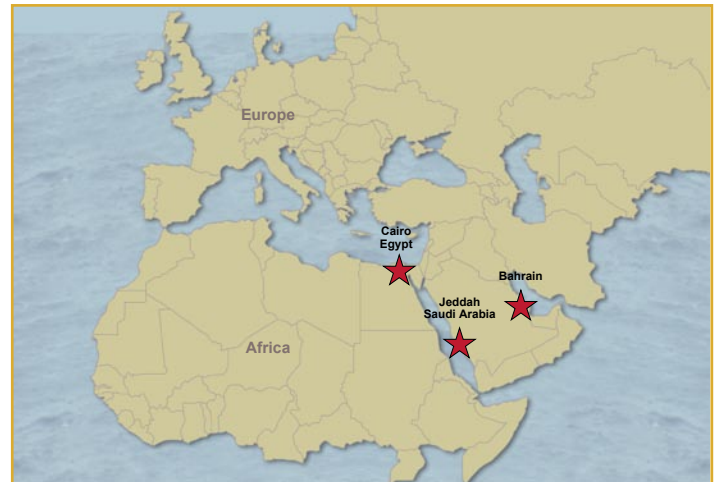 Europe
Cairo
Egypt
Bahrain
Jeddah
Saudi Arabia
Africa